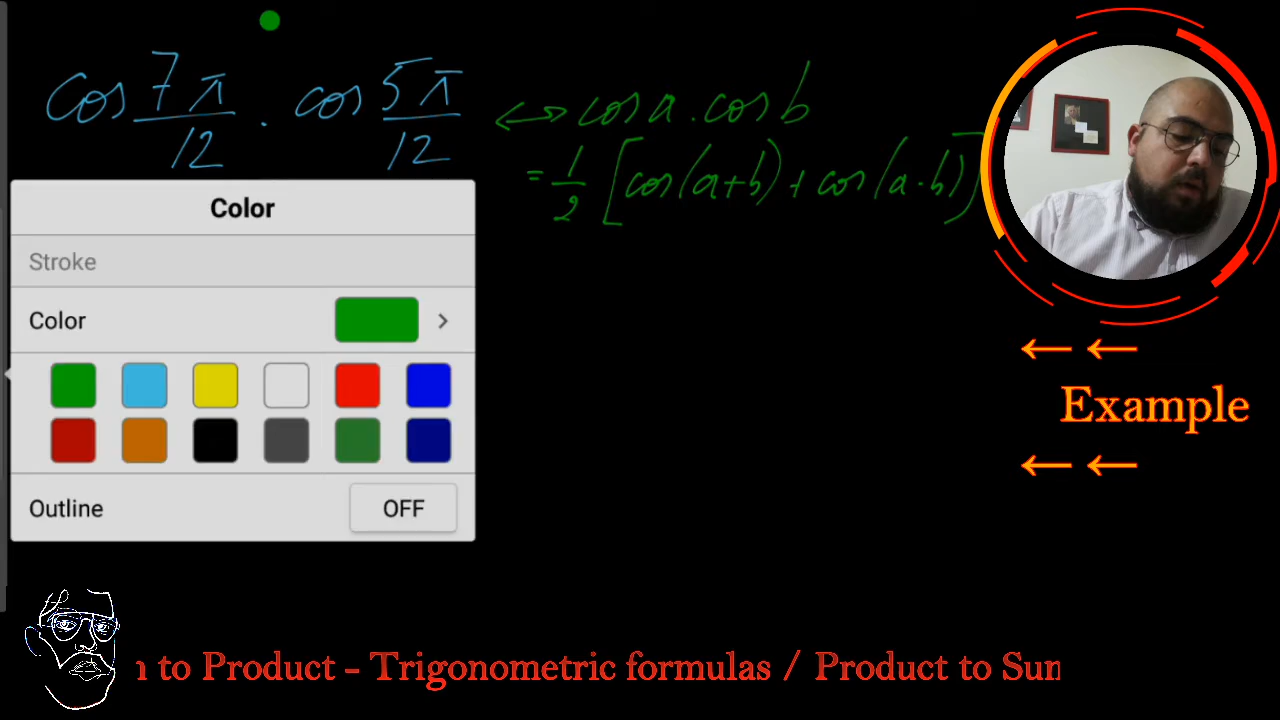 cos 7π/12 . cos 5π/12 ↔ cos a . cos b
= 1/2 [cos(a+b) + cos(a-b)]
Color
Stroke
Color
Outline OFF
← ←
Example
← ←
to Product - Trigonometric formulas / Product to Sum